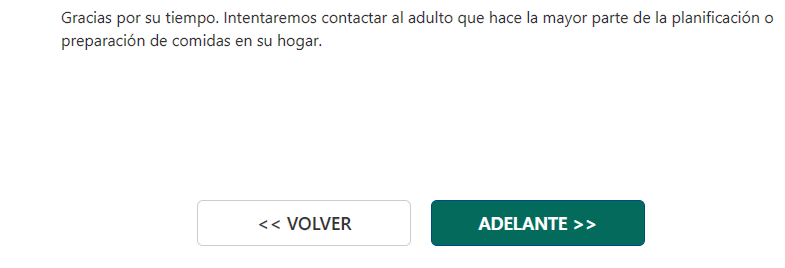 Gracias por su tiempo. Intentaremos contactar al adulto que hace la mayor parte de la planificación o
preparación de comidas en su hogar.
<< VOLVER
ADELANTE >>